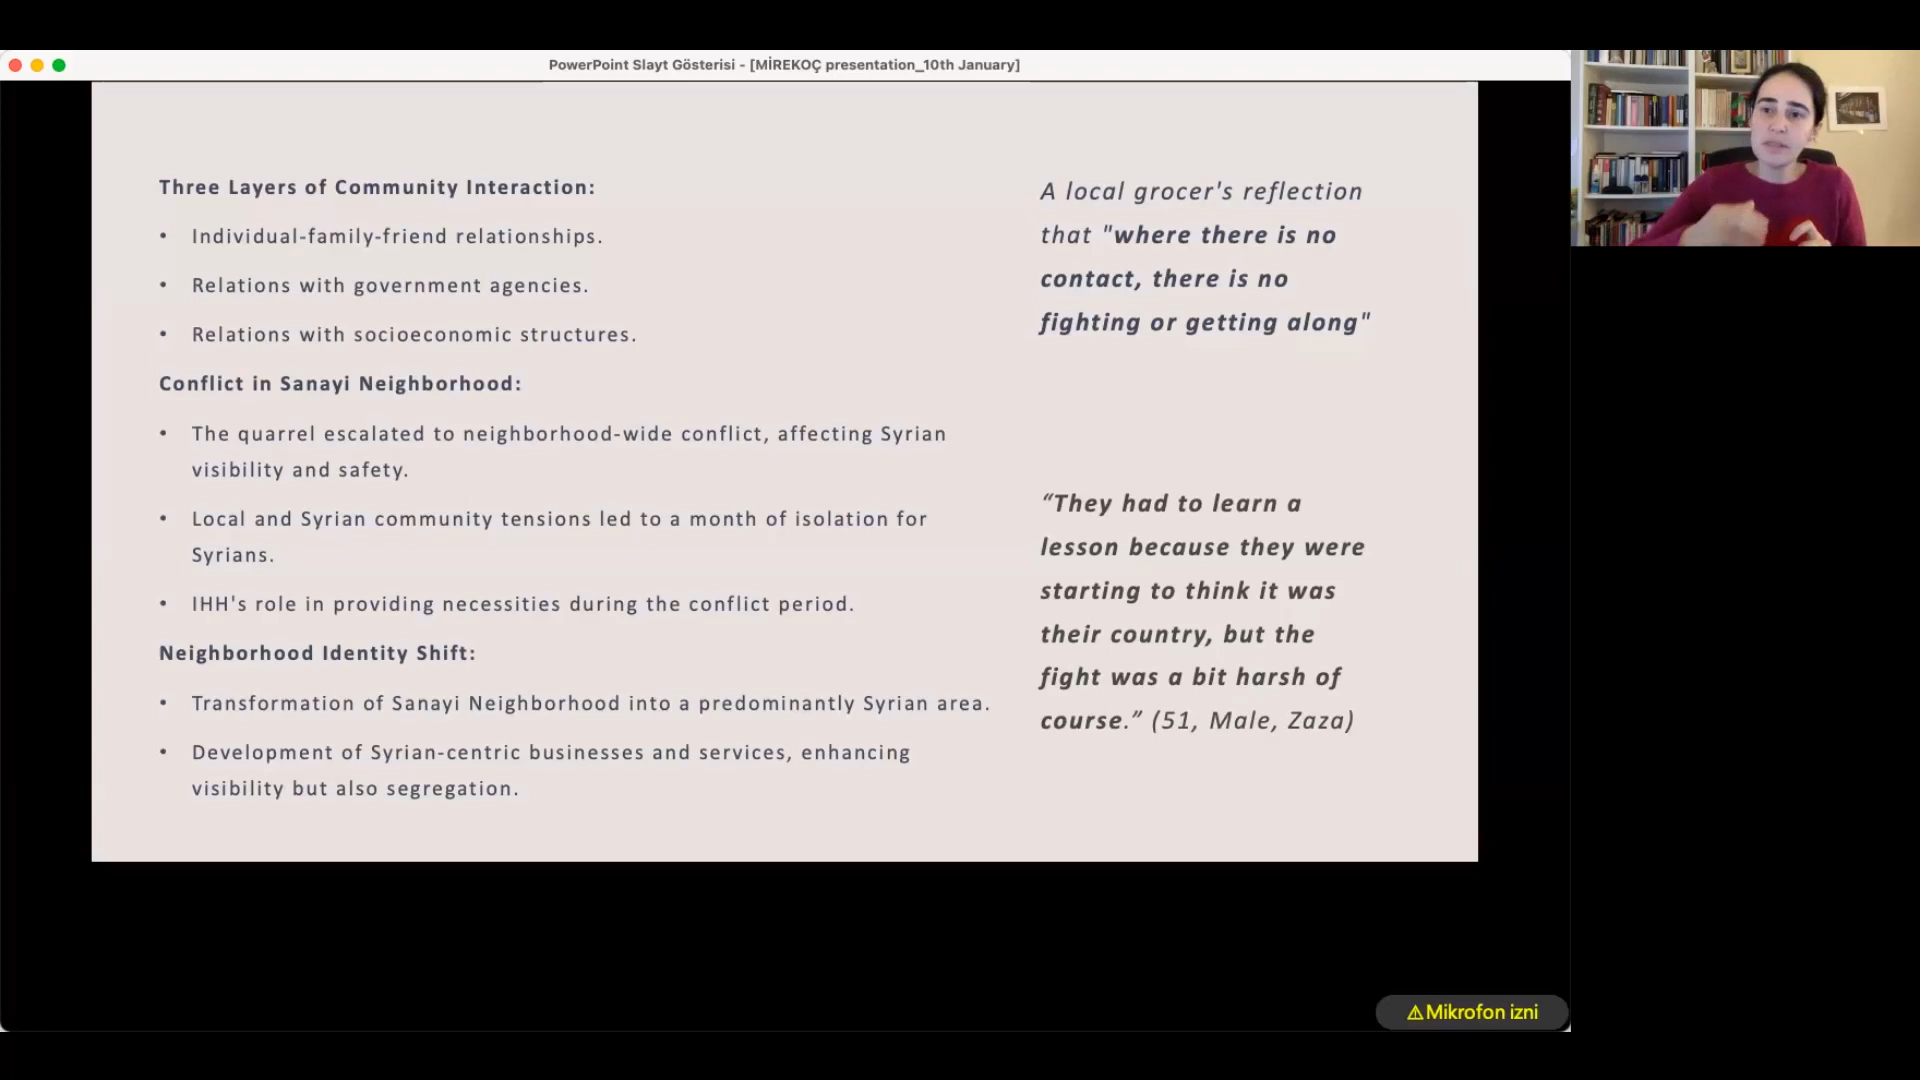 PowerPoint Slayt Gösterisi - [MİREKOÇ presentation_10th January]
Three Layers of Community Interaction:
• Individual-family-friend relationships.
• Relations with government agencies.
• Relations with socioeconomic structures.
Conflict in Sanayi Neighborhood:
• The quarrel escalated to neighborhood-wide conflict, affecting Syrian
visibility and safety.
• Local and Syrian community tensions led to a month of isolation for
Syrians.
• IHH's role in providing necessities during the conflict period.
Neighborhood Identity Shift:
• Transformation of Sanayi Neighborhood into a predominantly Syrian area.
• Development of Syrian-centric businesses and services, enhancing
visibility but also segregation.
A local grocer's reflection
that "where there is no
contact, there is no
fighting or getting along"
“They had to learn a
lesson because they were
starting to think it was
their country, but the
fight was a bit harsh of
course.” (51, Male, Zaza)
⚠Mikrofon izni